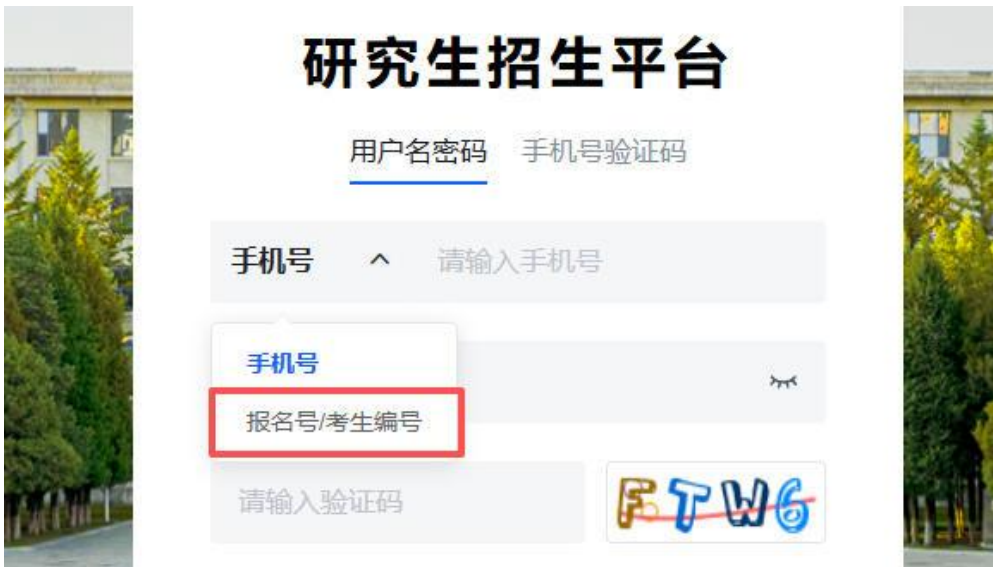 研究生招生平台
用户名密码 手机号验证码
手机号 请输入手机号
手机号
报名号/考生编号
请输入验证码 FTW6